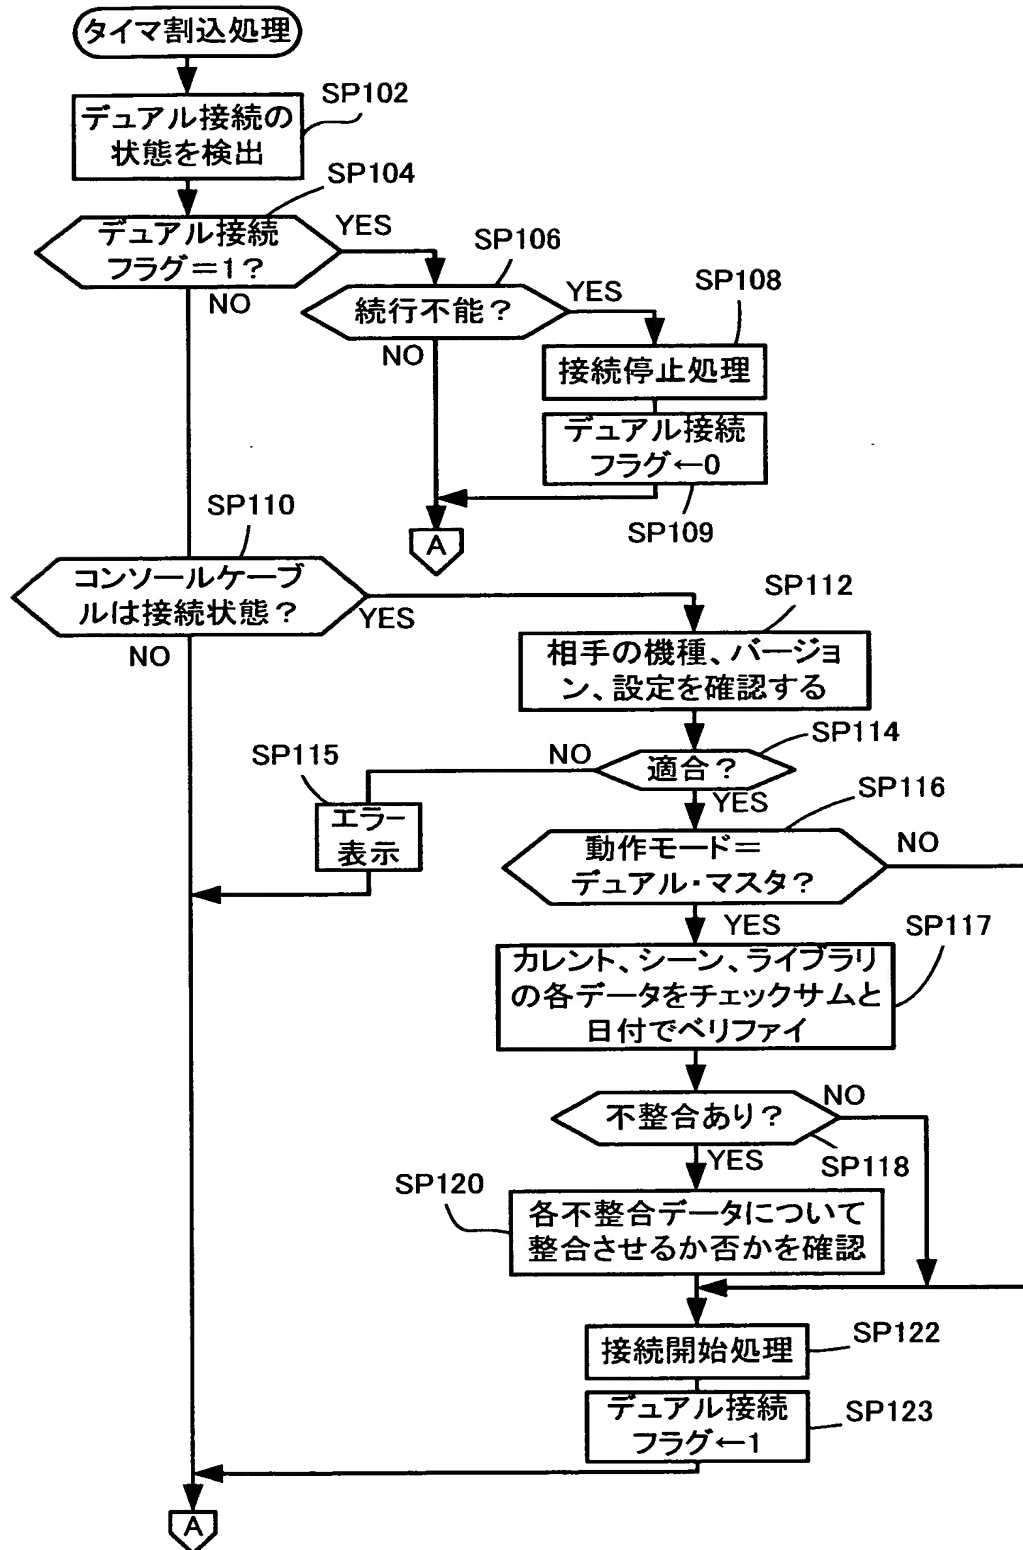 タイマ割込処理
SP102
デュアル接続の
状態を検出
SP104
デュアル接続
フラグ＝1？
YES
NO
SP106
続行不能？
YES
NO
SP108
接続停止処理
デュアル接続
フラグ←0
SP109
A
SP110
コンソールケーブ
ルは接続状態？
YES
NO
SP112
相手の機種、バージョ
ン、設定を確認する
SP114
適合？
NO
YES
SP115
エラー
表示
SP116
動作モード＝
デュアル・マスタ？
NO
YES
SP117
カレント、シーン、ライブラリ
の各データをチェックサムと
日付でベリファイ
不整合あり？
NO
YES
SP118
SP120
各不整合データについて
整合させるか否かを確認
接続開始処理
SP122
デュアル接続
フラグ←1
SP123
A